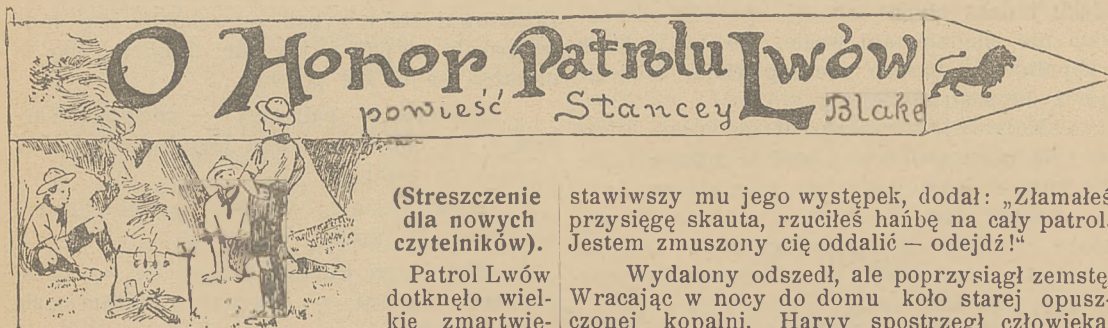 O Honor Patrolu Lwów
powieść Stancey Blake
(Streszczenie
dla nowych
czytelników).
Patrol Lwów
dotknęło wiel-
kie zmartwie-
stawiwszy mu jego występek, dodał: „Złamałeś
przysięgę skauta, rzuciłeś hańbę na cały patrol.
Jestem zmuszony cię oddalić — odejdź!“
Wydalony odszedł, ale poprzysiągł zemstę.
Wracając w nocy do domu koło starej opusz-
czonej kopalni, Harvy spostrzegł człowieka,